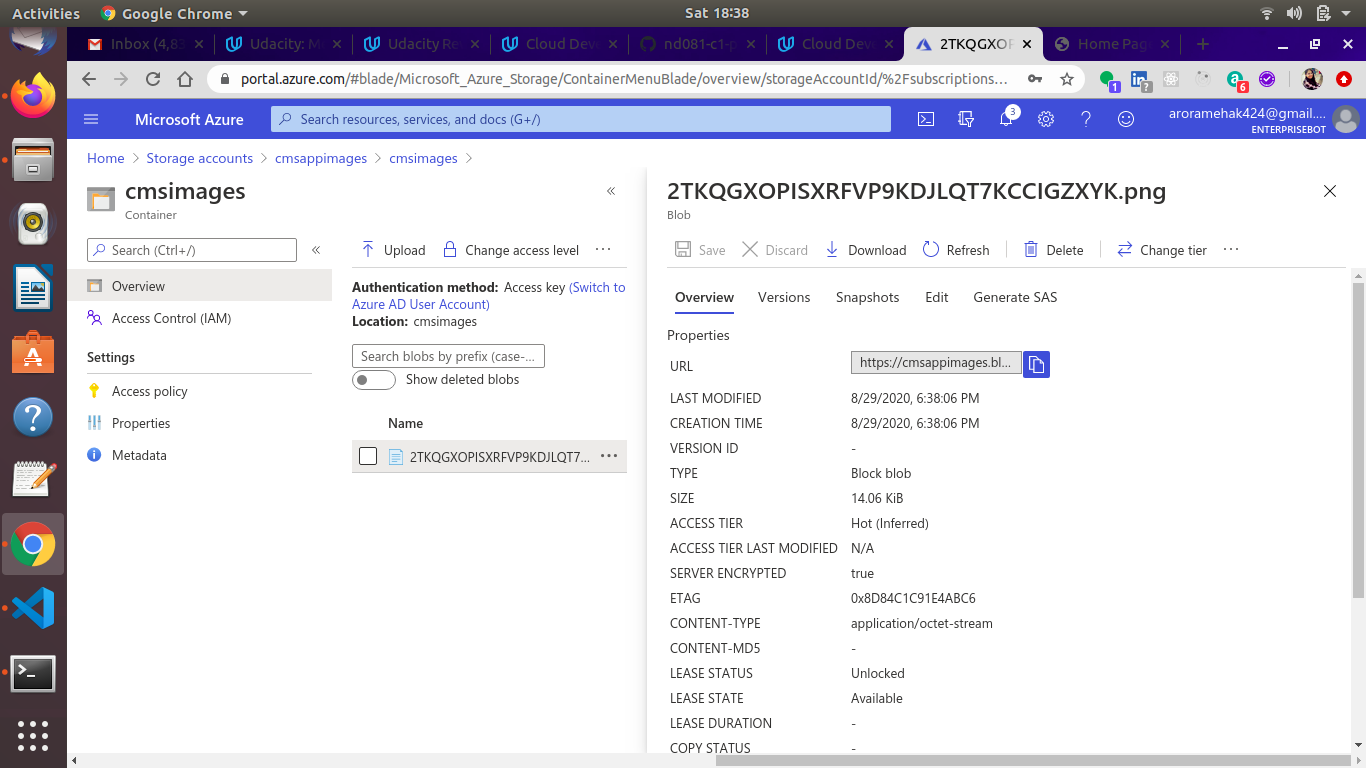 Activities Google Chrome Sat 18:38
Inbox (4,83 Udacity: M Udacity Re Cloud Deve nd081-c1-p Cloud Deve 2TKQGXOP Home Page
portal.azure.com/#blade/Microsoft_Azure_Storage/ContainerMenuBlade/overview/storageAccountId/%2Fsubscriptions... 1 ? 6
Microsoft Azure Search resources, services, and docs (G+/) 3 aroramehak424@gmail....
ENTERPRISEBOT
Home > Storage accounts > cmsappimages > cmsimages >
cmsimages
Container
Search (Ctrl+/)
Overview
Access Control (IAM)
Settings
Access policy
Properties
Metadata
Upload Change access level ...
Authentication method: Access key (Switch to
Azure AD User Account)
Location: cmsimages
Search blobs by prefix (case-...
Show deleted blobs
Name
2TKQGXOPISXRFVP9KDJLQT7... ...
2TKQGXOPISXRFVP9KDJLQT7KCCIGZXYK.png
Blob
Save Discard Download Refresh Delete Change tier ...
Overview Versions Snapshots Edit Generate SAS
Properties
URL https://cmsappimages.bl...
LAST MODIFIED 8/29/2020, 6:38:06 PM
CREATION TIME 8/29/2020, 6:38:06 PM
VERSION ID -
TYPE Block blob
SIZE 14.06 KiB
ACCESS TIER Hot (Inferred)
ACCESS TIER LAST MODIFIED N/A
SERVER ENCRYPTED true
ETAG 0x8D84C1C91E4ABC6
CONTENT-TYPE application/octet-stream
CONTENT-MD5 -
LEASE STATUS Unlocked
LEASE STATE Available
LEASE DURATION -
COPY STATUS -